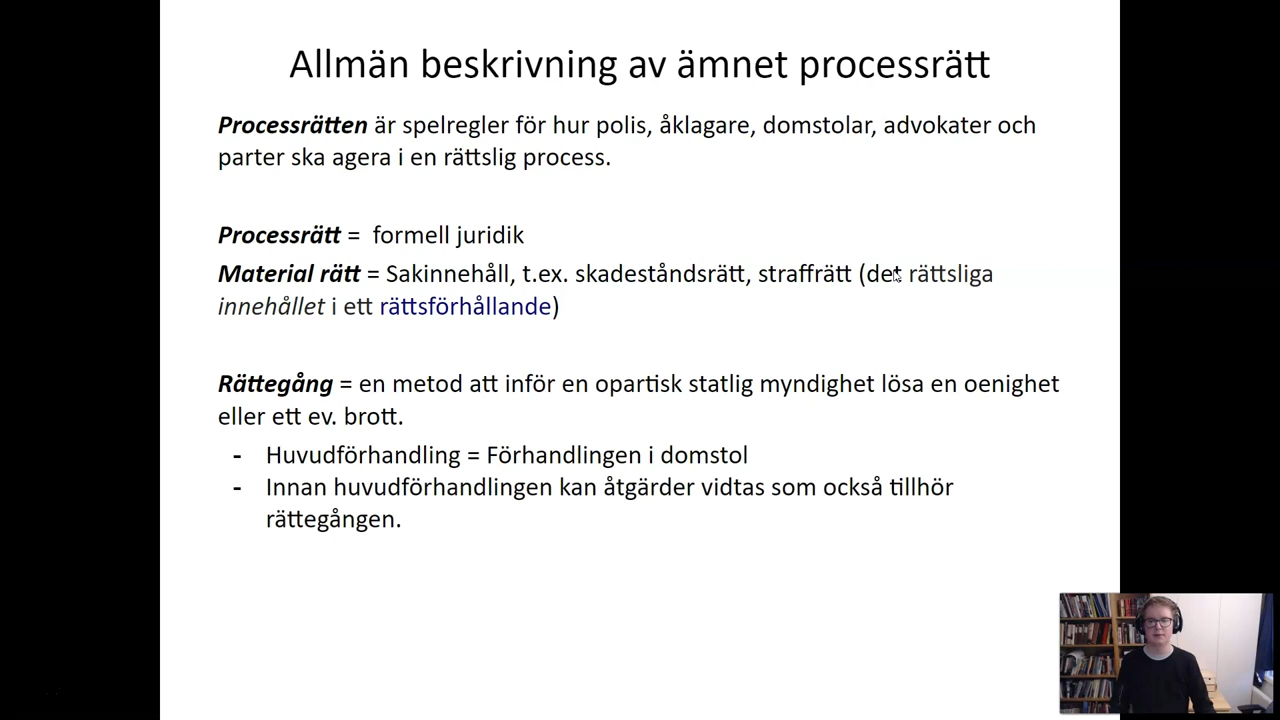 Allmän beskrivning av ämnet processrätt
Processrätten är spelregler för hur polis, åklagare, domstolar, advokater och
parter ska agera i en rättslig process.
Processrätt = formell juridik
Material rätt = Sakinnehåll, t.ex. skadeståndsrätt, straffrätt (det rättsliga
innehållet i ett rättsförhållande)
Rättegång = en metod att inför en opartisk statlig myndighet lösa en oenighet
eller ett ev. brott.
- Huvudförhandling = Förhandlingen i domstol
- Innan huvudförhandlingen kan åtgärder vidtas som också tillhör
rättegången.